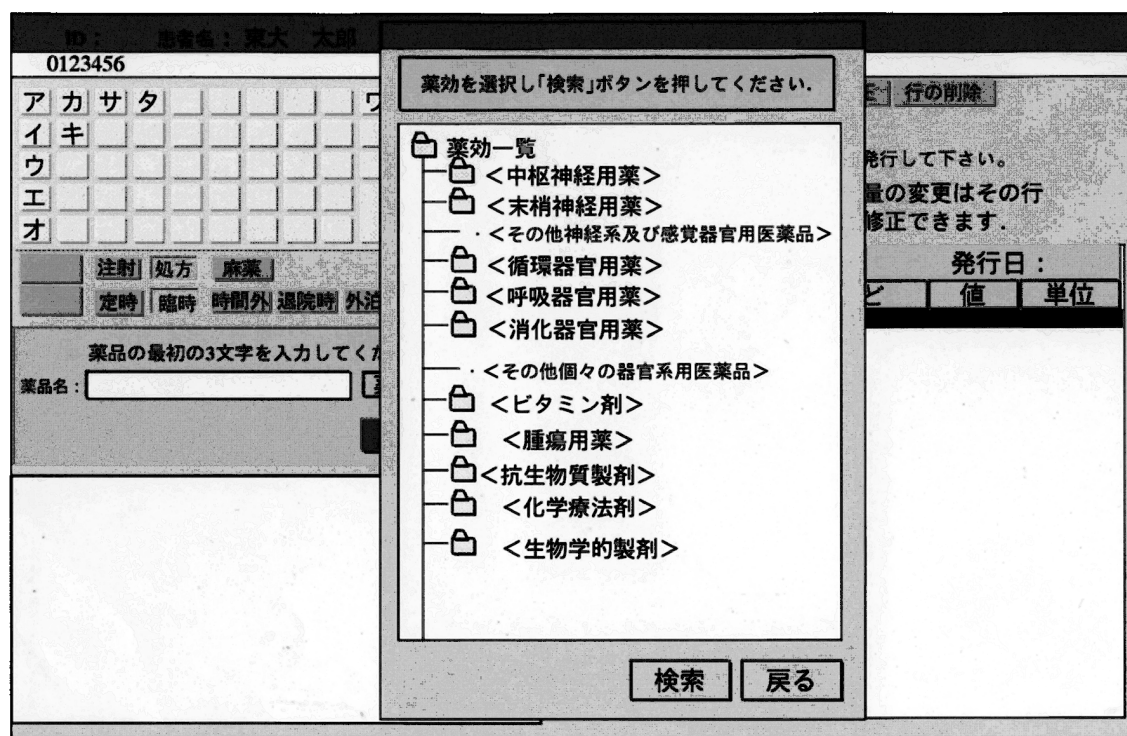 ID： 患者名：東大 太郎
0123456
ア カ サ タ
イ キ
ウ
エ
オ
注射 処方 麻薬
定時 臨時 時間外 退院時 外泊
薬品の最初の3文字を入力してくだ
薬品名：
薬効を選択し「検索」ボタンを押してください．
薬効一覧
＜中枢神経用薬＞
＜末梢神経用薬＞
・＜その他神経系及び感覚器官用医薬品＞
＜循環器官用薬＞
＜呼吸器官用薬＞
＜消化器官用薬＞
・＜その他個々の器官系用医薬品＞
＜ビタミン剤＞
＜腫瘍用薬＞
＜抗生物質製剤＞
＜化学療法剤＞
＜生物学的製剤＞
検索 戻る
行の削除
発行して下さい。
量の変更はその行
修正できます．
発行日：
ど 値 単位